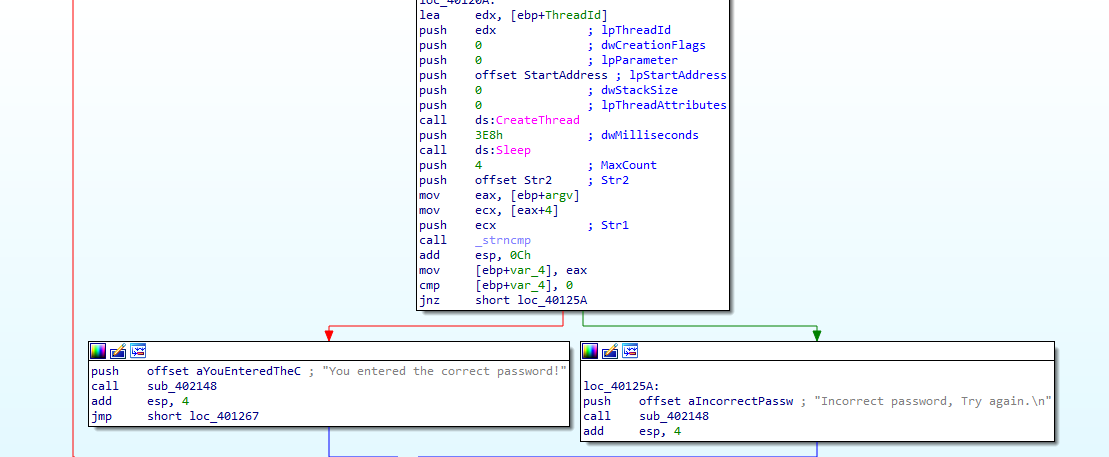 loc_40120A:
lea edx, [ebp+ThreadId]
push edx ; lpThreadId
push 0 ; dwCreationFlags
push 0 ; lpParameter
push offset StartAddress ; lpStartAddress
push 0 ; dwStackSize
push 0 ; lpThreadAttributes
call ds:CreateThread
push 3E8h ; dwMilliseconds
call ds:Sleep
push 4 ; MaxCount
push offset Str2 ; Str2
mov eax, [ebp+argv]
mov ecx, [eax+4]
push ecx ; Str1
call _strncmp
add esp, 0Ch
mov [ebp+var_4], eax
cmp [ebp+var_4], 0
jnz short loc_40125A
push offset aYouEnteredTheC ; "You entered the correct password!"
call sub_402148
add esp, 4
jmp short loc_401267
loc_40125A:
push offset aIncorrectPassw ; "Incorrect password, Try again.\n"
call sub_402148
add esp, 4